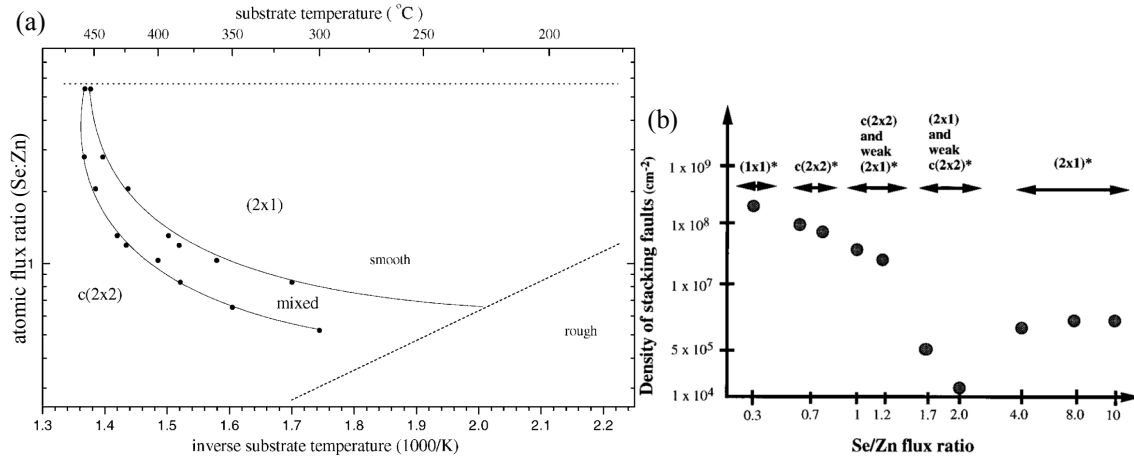 (a)
substrate temperature ( °C)
450 400 350 300 250 200
atomic flux ratio (Se:Zn)
1
(2x1)
smooth
c(2x2)
mixed
rough
1.3 1.4 1.5 1.6 1.7 1.8 1.9 2.0 2.1 2.2
inverse substrate temperature (1000/K)
(b)
Density of stacking faults (cm-2)
1 x 10⁹
1 x 10⁸
1 x 10⁷
5 x 10⁵
1 x 10⁴
(1x1)*
c(2x2)*
c(2x2)
and
weak
(2x1)*
(2x1)
and
weak
c(2x2)*
(2x1)*
0.3 0.7 1 1.2 1.7 2.0 4.0 8.0 10
Se/Zn flux ratio